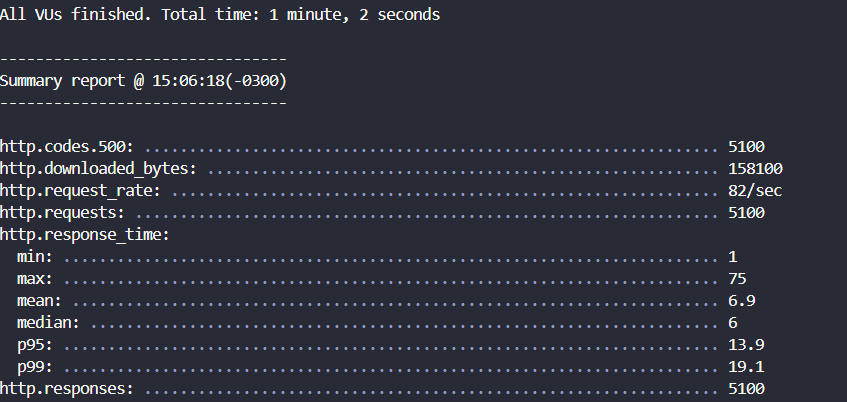 All VUs finished. Total time: 1 minute, 2 seconds
--------------------------------
Summary report @ 15:06:18(-0300)
--------------------------------
http.codes.500: ................................................................. 5100
http.downloaded_bytes: .......................................................... 158100
http.request_rate: .............................................................. 82/sec
http.requests: .................................................................. 5100
http.response_time:
  min: .......................................................................... 1
  max: .......................................................................... 75
  mean: ......................................................................... 6.9
  median: ....................................................................... 6
  p95: .......................................................................... 13.9
  p99: .......................................................................... 19.1
http.responses: ................................................................. 5100